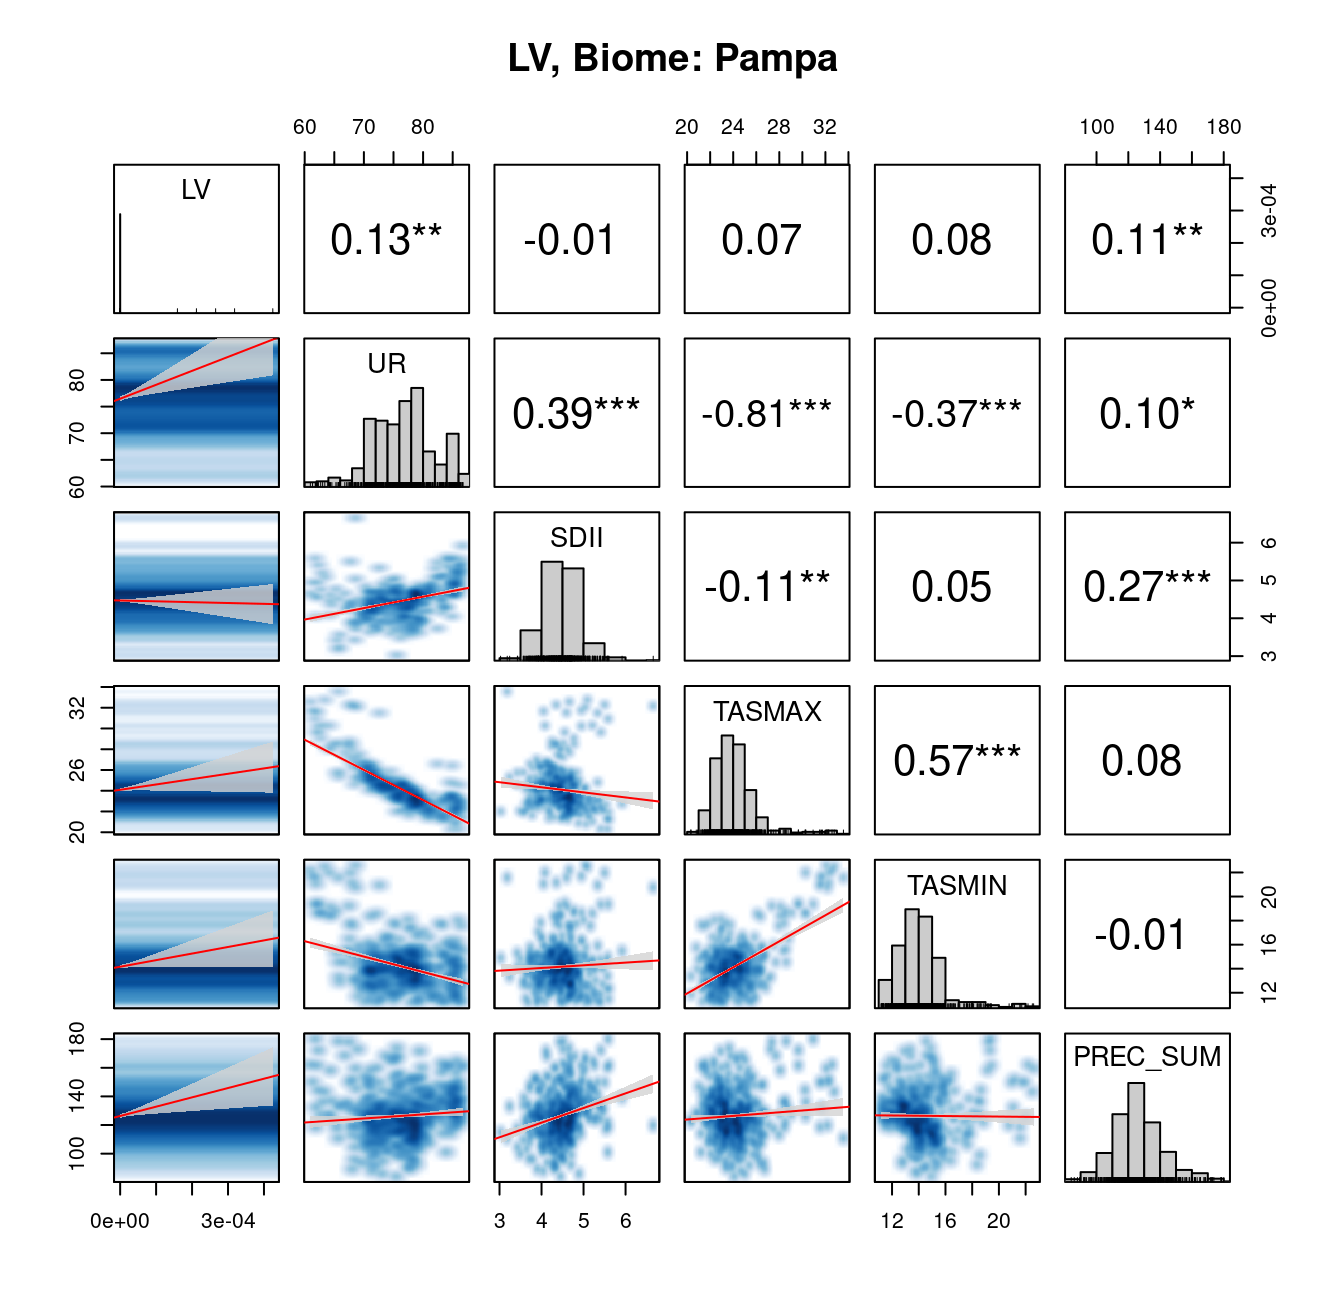 LV, Biome: Pampa
60 70 80 20 24 28 32 100 140 180
LV 0.13** -0.01 0.07 0.08 0.11** 0e+00 3e-04
60 70 80 UR 0.39*** -0.81*** -0.37*** 0.10*
SDII -0.11** 0.05 0.27*** 3 4 5 6
20 26 32 TASMAX 0.57*** 0.08
TASMIN -0.01 12 16 20
100 140 180 PREC_SUM
0e+00 3e-04 3 4 5 6 12 16 20